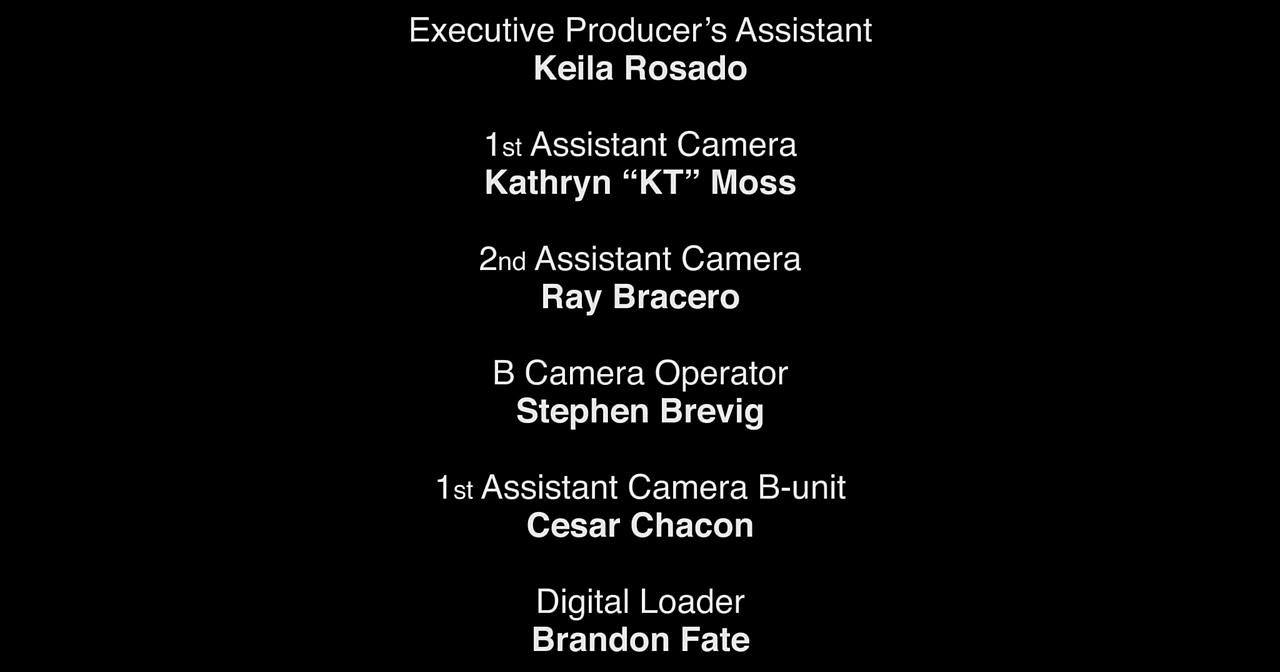 Executive Producer’s Assistant
Keila Rosado
1st Assistant Camera
Kathryn “KT” Moss
2nd Assistant Camera
Ray Bracero
B Camera Operator
Stephen Brevig
1st Assistant Camera B-unit
Cesar Chacon
Digital Loader
Brandon Fate